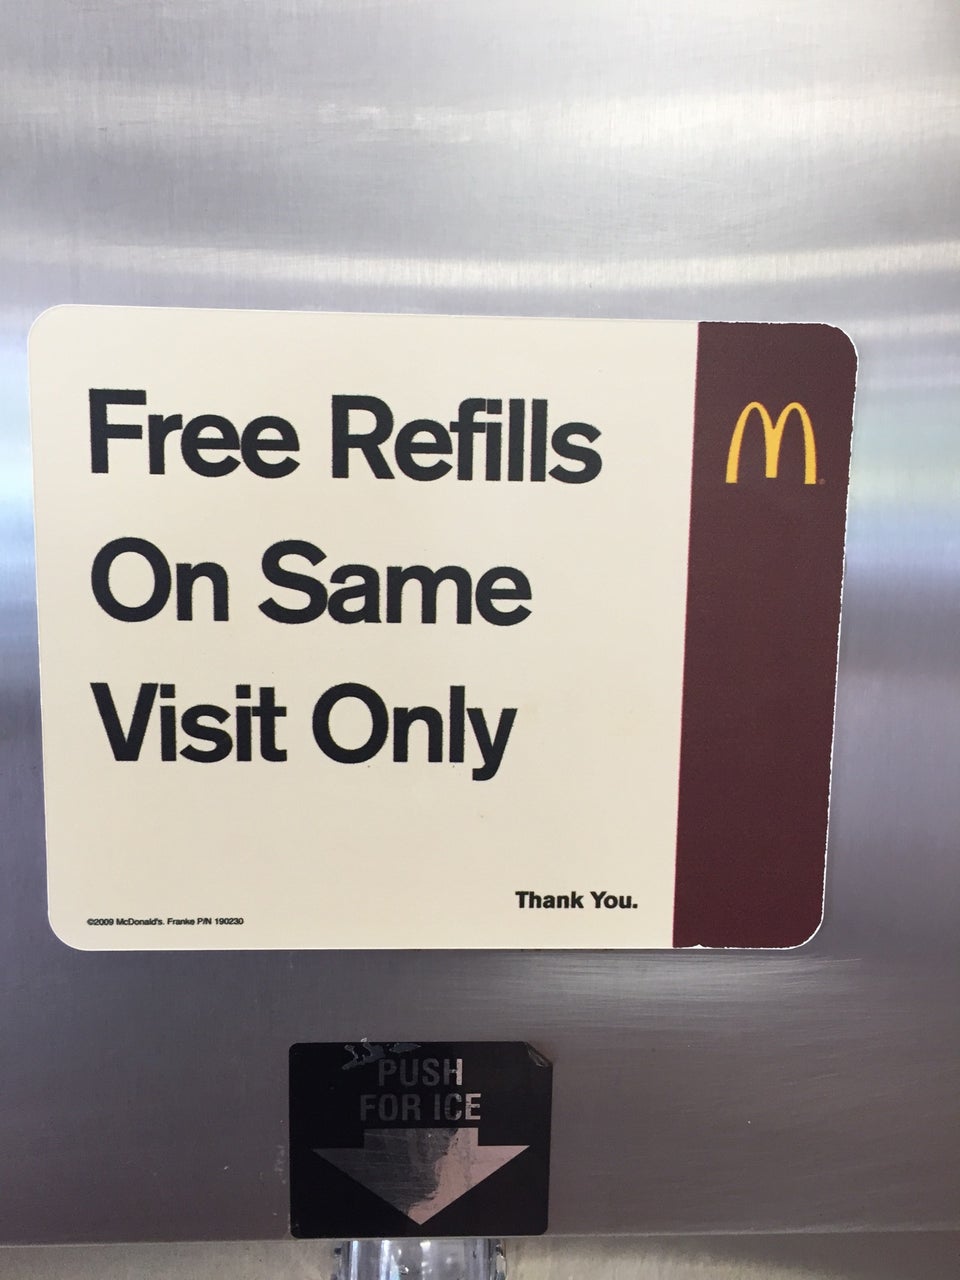 Free Refills
On Same
Visit Only
Thank You.
©2009 McDonald's. Franke P/N 190230
PUSH
FOR ICE